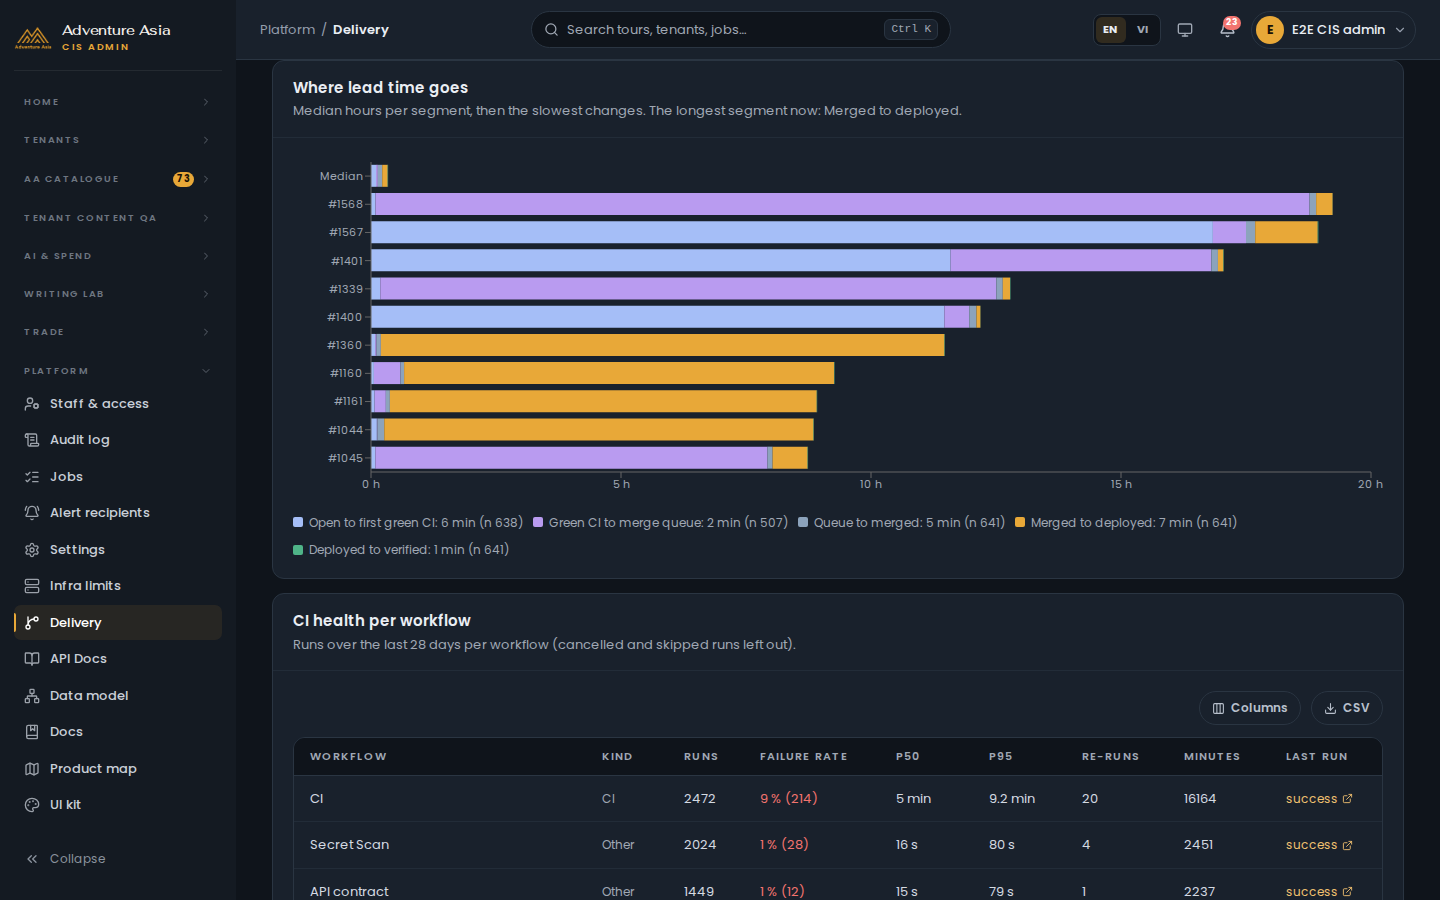 Adventure Asia
Adventure Asia
CIS ADMIN
HOME
TENANTS
AA CATALOGUE 73
TENANT CONTENT QA
AI & SPEND
WRITING LAB
TRADE
PLATFORM
Staff & access
Audit log
Jobs
Alert recipients
Settings
Infra limits
Delivery
API Docs
Data model
Docs
Product map
UI kit
Collapse
Platform / Delivery
Search tours, tenants, jobs... Ctrl K
EN VI
23
E E2E CIS admin
Where lead time goes
Median hours per segment, then the slowest changes. The longest segment now: Merged to deployed.
Median
#1568
#1567
#1401
#1339
#1400
#1360
#1160
#1161
#1044
#1045
0 h 5 h 10 h 15 h 20 h
Open to first green CI: 6 min (n 638) Green CI to merge queue: 2 min (n 507) Queue to merged: 5 min (n 641) Merged to deployed: 7 min (n 641)
Deployed to verified: 1 min (n 641)
CI health per workflow
Runs over the last 28 days per workflow (cancelled and skipped runs left out).
Columns CSV
WORKFLOW KIND RUNS FAILURE RATE P50 P95 RE-RUNS MINUTES LAST RUN
CI CI 2472 9 % (214) 5 min 9.2 min 20 16164 success
Secret Scan Other 2024 1 % (28) 16 s 80 s 4 2451 success
API contract Other 1449 1 % (12) 15 s 79 s 1 2237 success